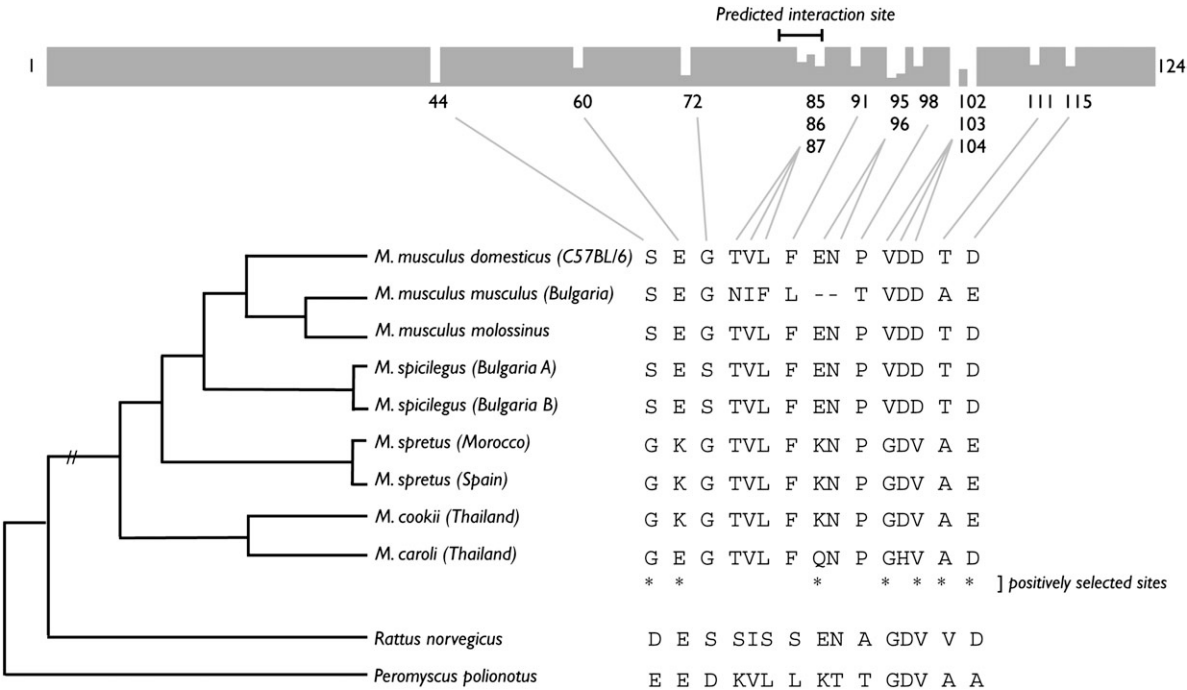 Predicted interaction site
1 124
44 60 72 85 91 95 98 102 111 115
86 96 103
87 104
M. musculus domesticus (C57BL/6) S E G TVL F EN P VDD T D
M. musculus musculus (Bulgaria) S E G NIF L -- T VDD A E
M. musculus molossinus S E G TVL F EN P VDD T D
M. spicilegus (Bulgaria A) S E S TVL F EN P VDD T D
M. spicilegus (Bulgaria B) S E S TVL F EN P VDD T D
M. spretus (Morocco) G K G TVL F KN P GDV A E
M. spretus (Spain) G K G TVL F KN P GDV A E
M. cookii (Thailand) G K G TVL F KN P GDV A E
M. caroli (Thailand) G E G TVL F QN P GHV A D
* * * * * * * ] positively selected sites
Rattus norvegicus D E S SIS S EN A GDV V D
Peromyscus polionotus E E D KVL L KT T GDV A A
//